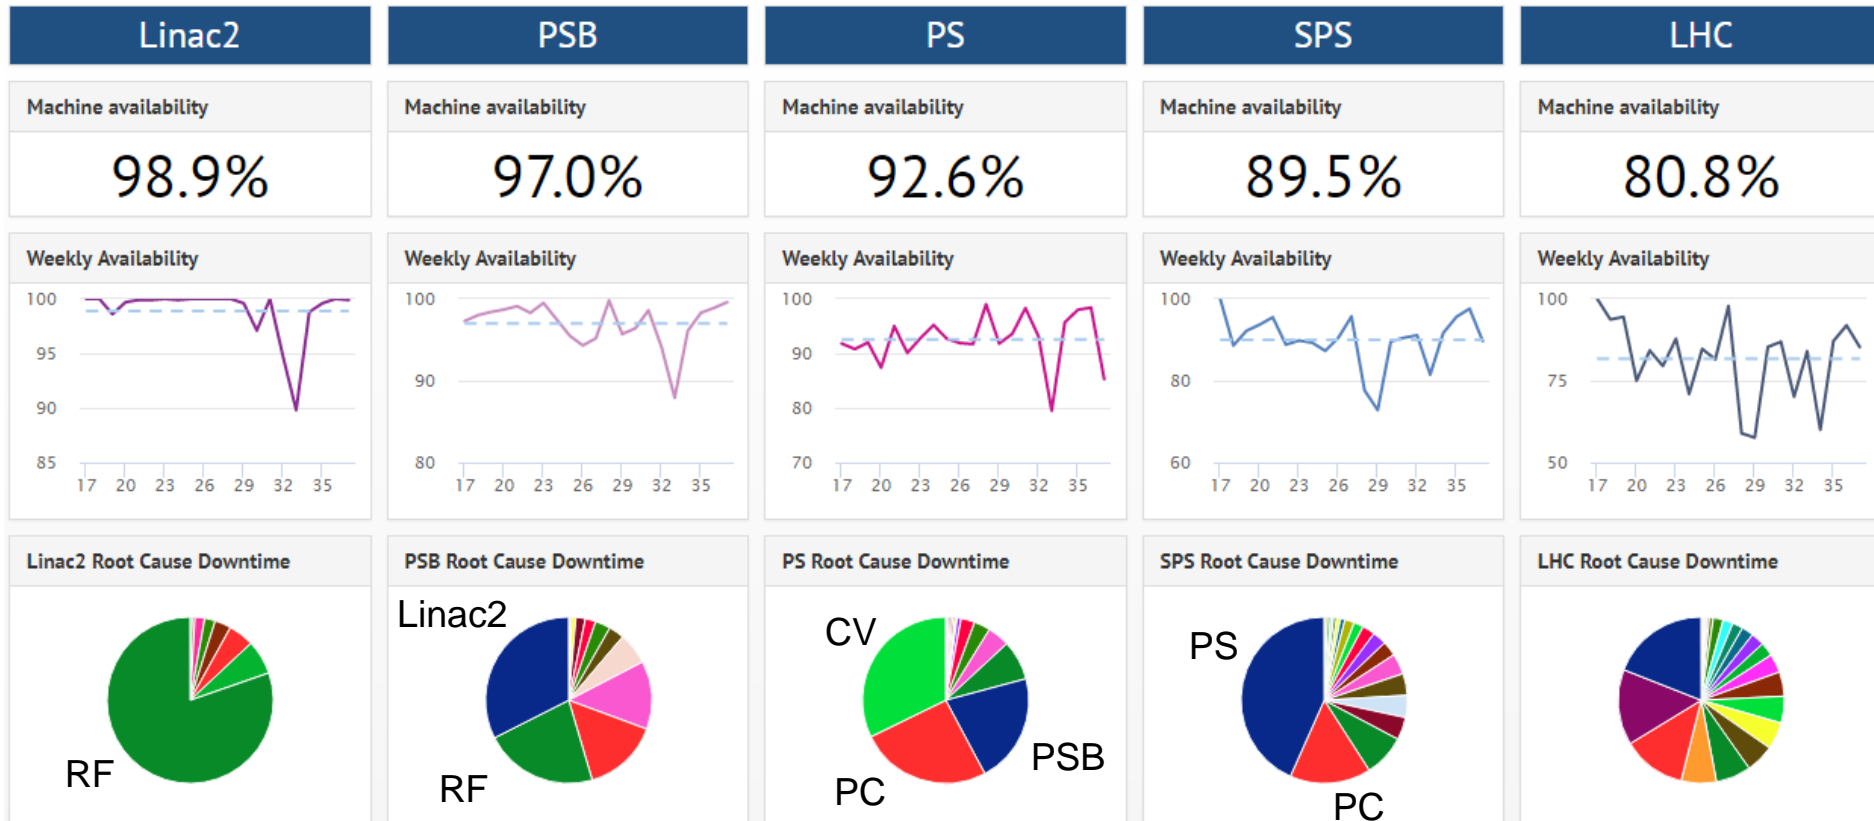 Linac2
PSB
PS
SPS
LHC
Machine availability
Machine availability
Machine availability
Machine availability
Machine availability
98.9%
97.0%
92.6%
89.5%
80.8%
Weekly Availability
Weekly Availability
Weekly Availability
Weekly Availability
Weekly Availability
100
95
90
85
17 20 23 26 29 32 35
100
90
80
17 20 23 26 29 32 35
100
90
80
70
17 20 23 26 29 32 35
100
80
60
17 20 23 26 29 32 35
100
75
50
17 20 23 26 29 32 35
Linac2 Root Cause Downtime
PSB Root Cause Downtime
PS Root Cause Downtime
SPS Root Cause Downtime
LHC Root Cause Downtime
RF
Linac2
RF
CV
PSB
PC
PS
PC